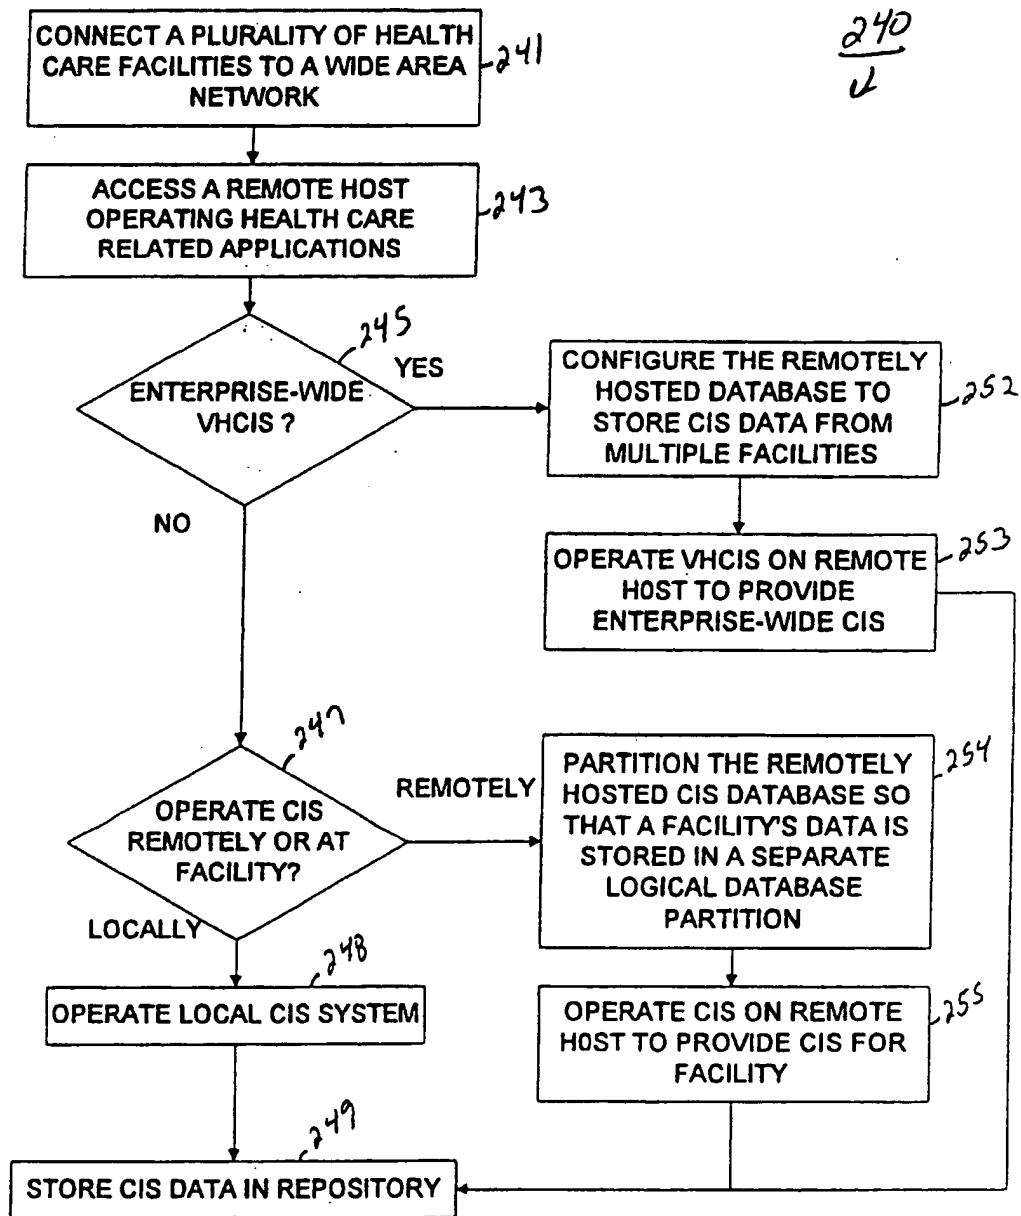 240
CONNECT A PLURALITY OF HEALTH
CARE FACILITIES TO A WIDE AREA
NETWORK
241
ACCESS A REMOTE HOST
OPERATING HEALTH CARE
RELATED APPLICATIONS
243
245
ENTERPRISE-WIDE
VHCIS ?
YES
NO
CONFIGURE THE REMOTELY
HOSTED DATABASE TO
STORE CIS DATA FROM
MULTIPLE FACILITIES
252
OPERATE VHCIS ON REMOTE
HOST TO PROVIDE
ENTERPRISE-WIDE CIS
253
247
OPERATE CIS
REMOTELY OR AT
FACILITY?
REMOTELY
LOCALLY
PARTITION THE REMOTELY
HOSTED CIS DATABASE SO
THAT A FACILITY'S DATA IS
STORED IN A SEPARATE
LOGICAL DATABASE
PARTITION
254
248
OPERATE LOCAL CIS SYSTEM
OPERATE CIS ON REMOTE
HOST TO PROVIDE CIS FOR
FACILITY
255
249
STORE CIS DATA IN REPOSITORY